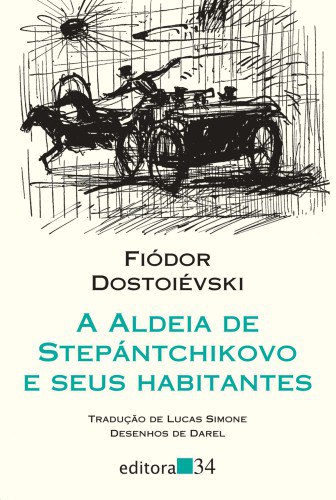 Fiódor
Dostoiévski
A Aldeia de
Stepántchikovo
e seus habitantes
Tradução de Lucas Simone
Desenhos de Darel
editora 34